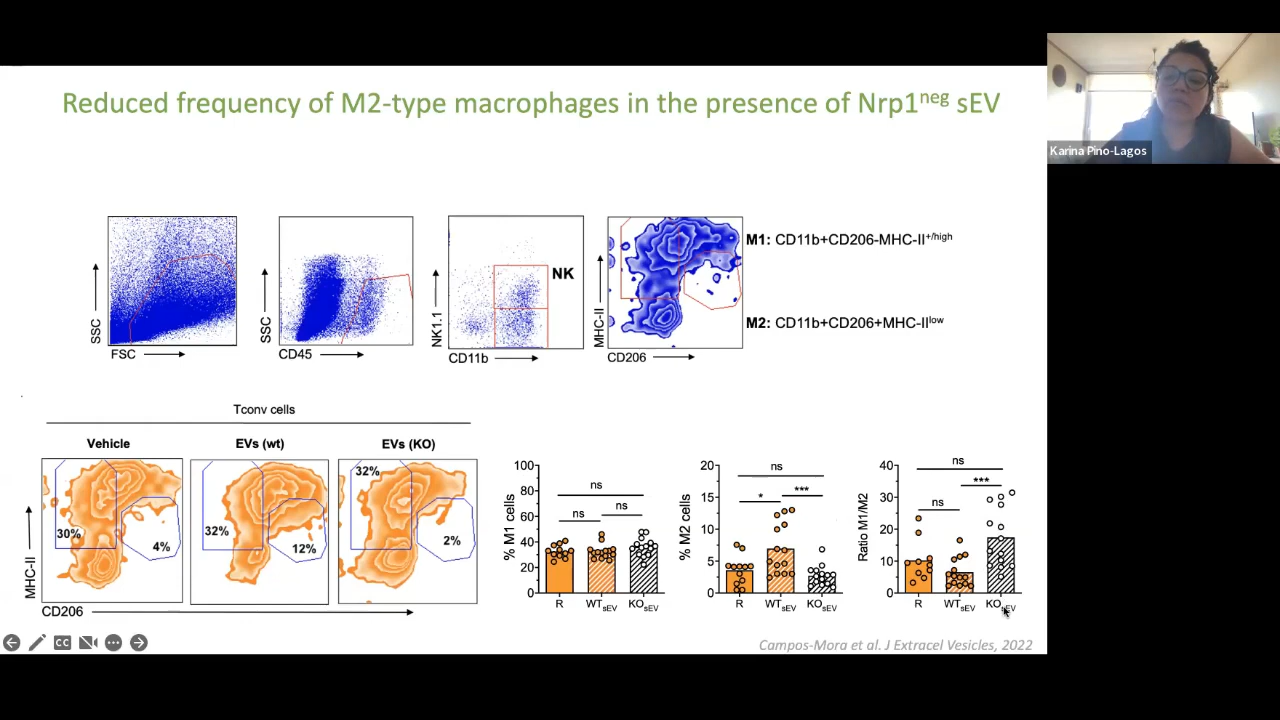 Reduced frequency of M2-type macrophages in the presence of Nrp1neg sEV
Karina Pino-Lagos
SSC
FSC
SSC
CD45
NK1.1
CD11b
NK
MHC-II
CD206
M1: CD11b+CD206-MHC-II+/high
M2: CD11b+CD206+MHC-IIlow
Tconv cells
Vehicle
EVs (wt)
EVs (KO)
30%
4%
32%
12%
32%
2%
MHC-II
CD206
% M1 cells
100
80
60
40
20
0
ns
ns
ns
R
WTsEV
KOsEV
% M2 cells
20
15
10
5
0
ns
*
***
R
WTsEV
KOsEV
Ratio M1/M2
40
30
20
10
0
ns
ns
***
R
WTsEV
KOsEV
CC
Campos-Mora et al. J Extracel Vesicles, 2022